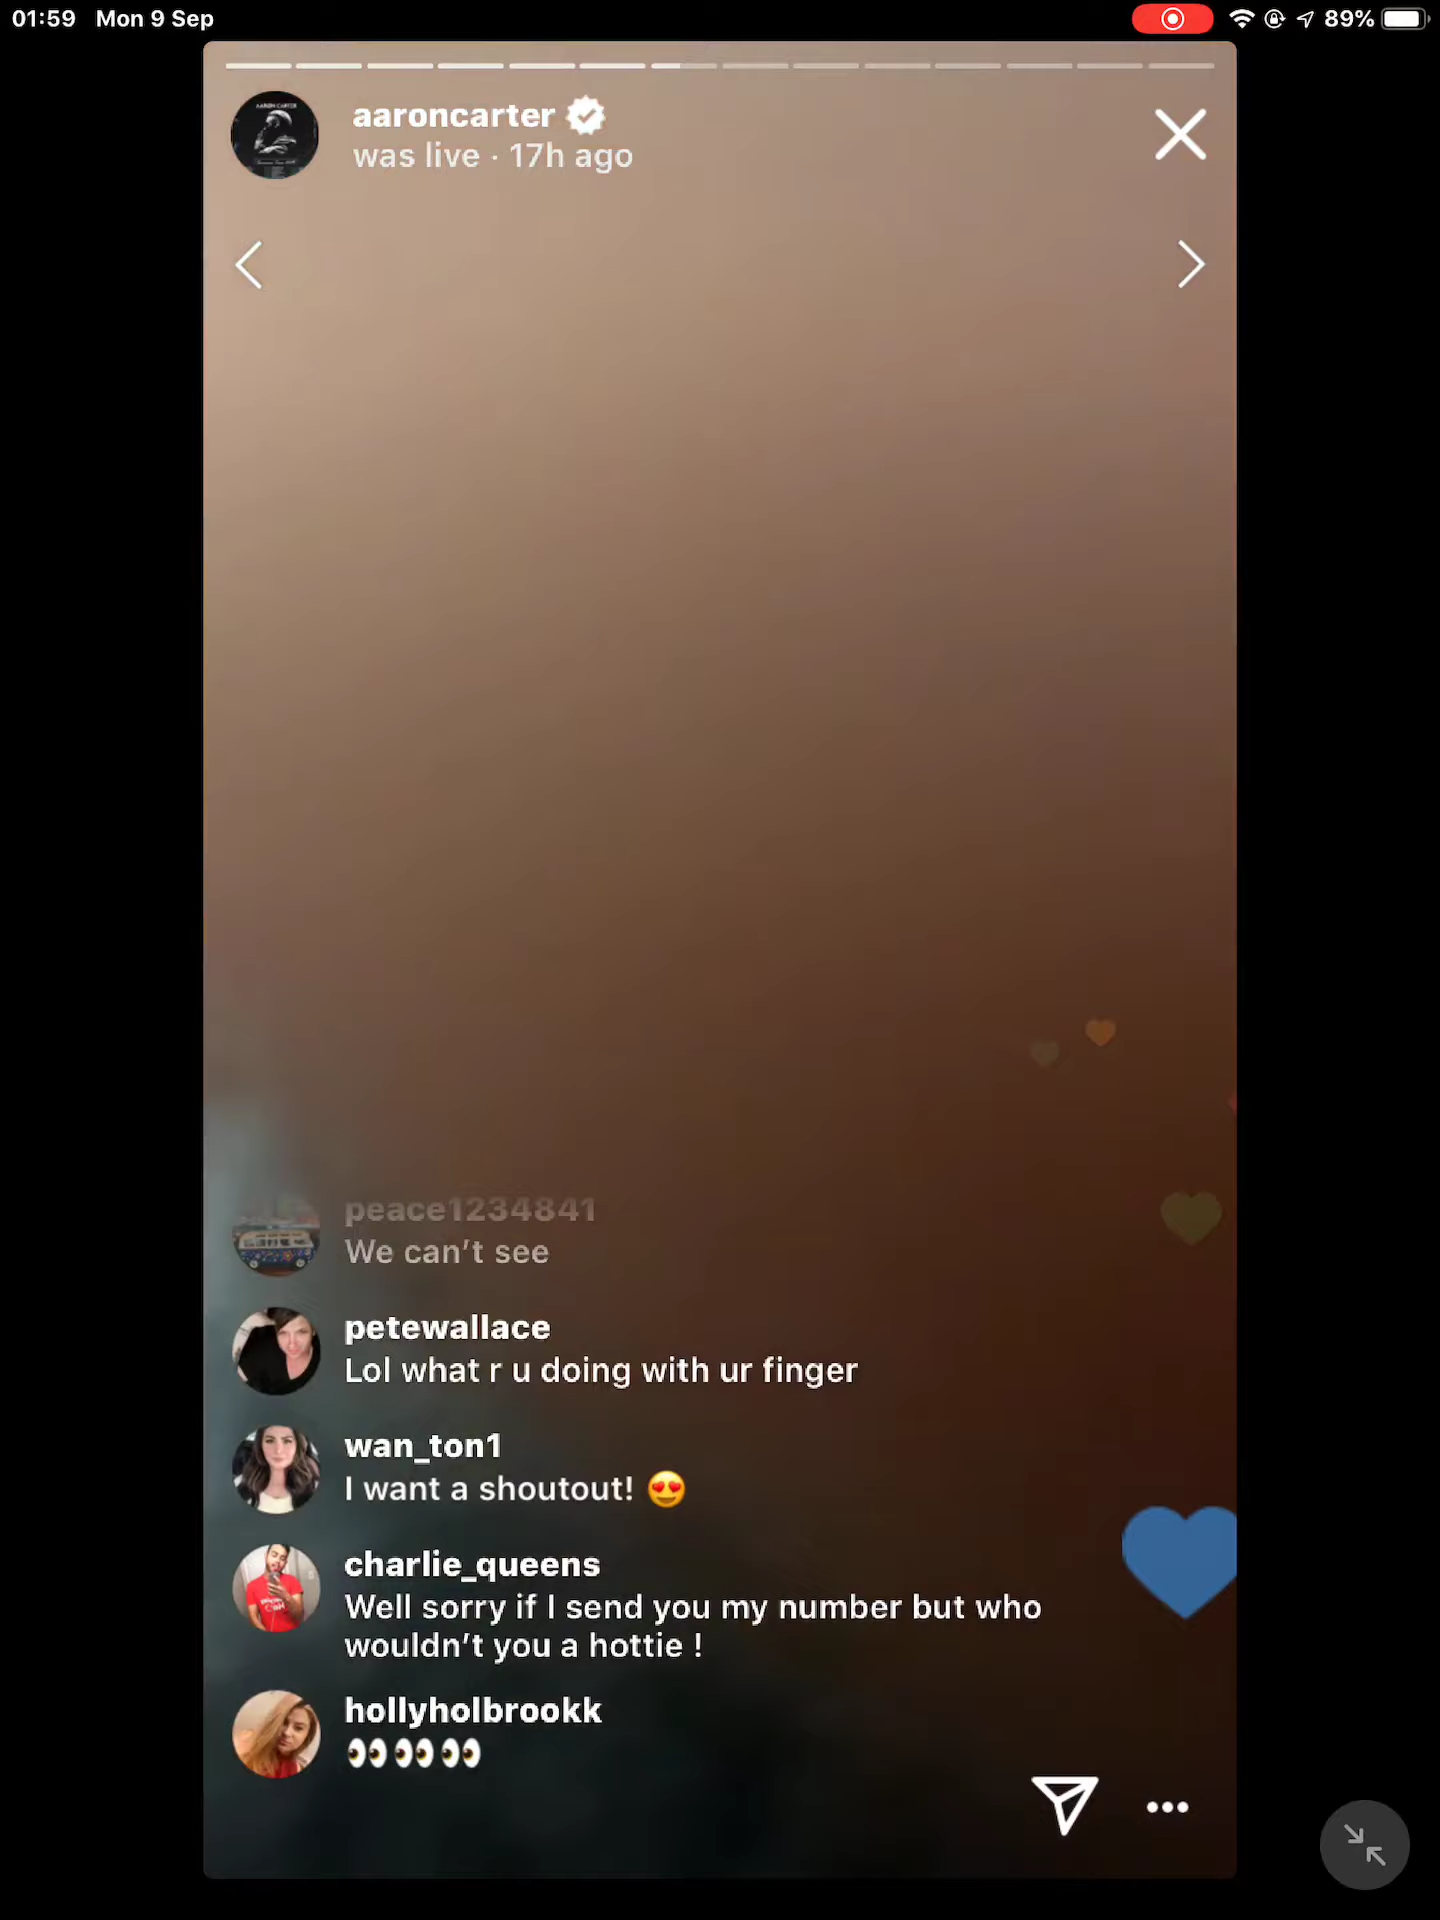 01:59 Mon 9 Sep 89%
aaroncarter
was live · 17h ago
AARON CARTER
peace1234841
We can't see
petewallace
Lol what r u doing with ur finger
wan_ton1
I want a shoutout! 😍
charlie_queens
Well sorry if I send you my number but who
wouldn't you a hottie !
hollyholbrookk
👀👀👀